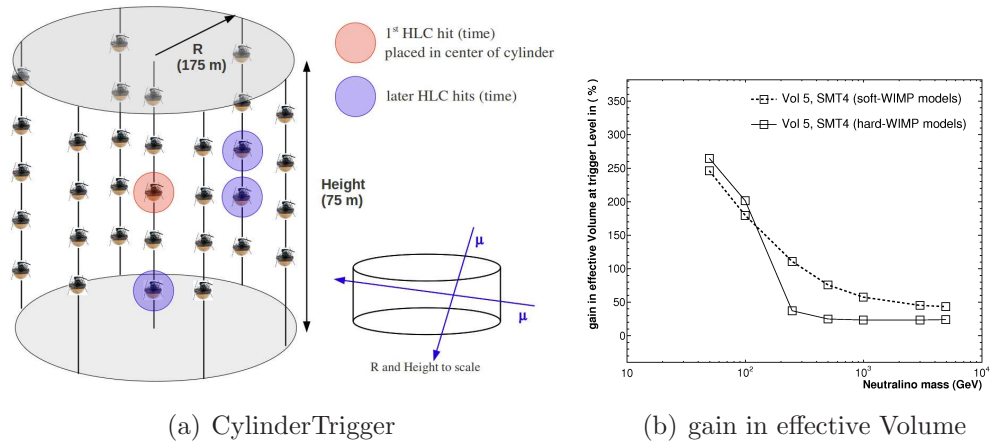 R
(175 m)
1st HLC hit (time)
placed in center of cylinder
later HLC hits (time)
Height
(75 m)
μ
μ
R and Height to scale
(a) CylinderTrigger
gain in effective Volume at trigger Level in ( %)
350
300
250
200
150
100
50
0
Vol 5, SMT4 (soft-WIMP models)
Vol 5, SMT4 (hard-WIMP models)
10
10²
10³
10⁴
Neutralino mass (GeV)
(b) gain in effective Volume